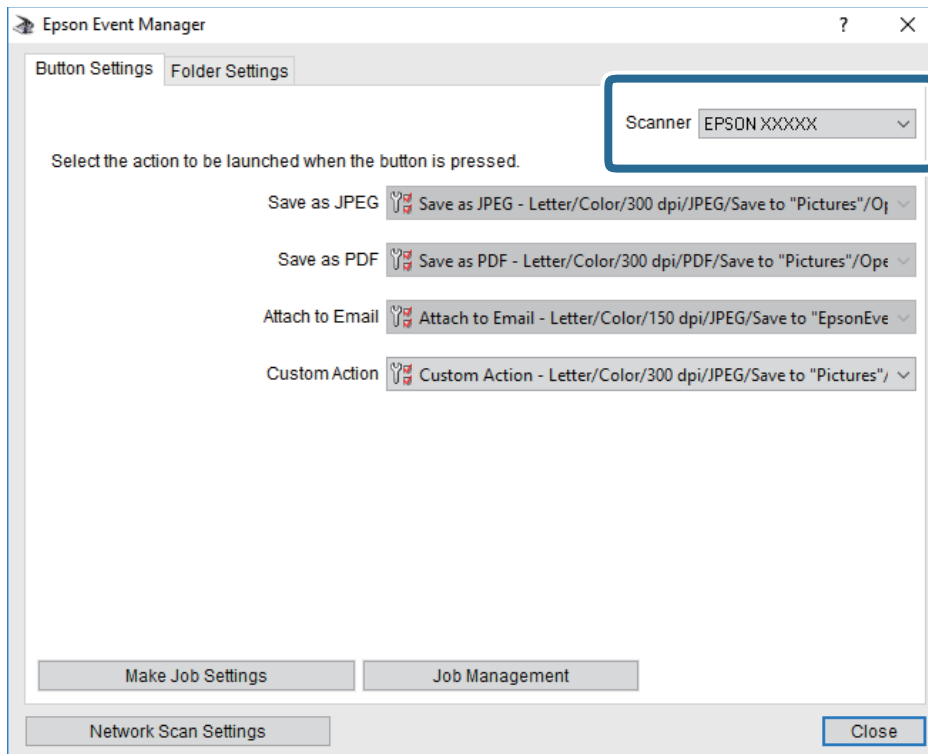 Epson Event Manager
Button Settings Folder Settings
Scanner EPSON XXXXX
Select the action to be launched when the button is pressed.
Save as JPEG Save as JPEG - Letter/Color/300 dpi/JPEG/Save to "Pictures"/Op
Save as PDF Save as PDF - Letter/Color/300 dpi/PDF/Save to "Pictures"/Ope
Attach to Email Attach to Email - Letter/Color/150 dpi/JPEG/Save to "EpsonEve
Custom Action Custom Action - Letter/Color/300 dpi/JPEG/Save to "Pictures"/
Make Job Settings Job Management
Network Scan Settings Close